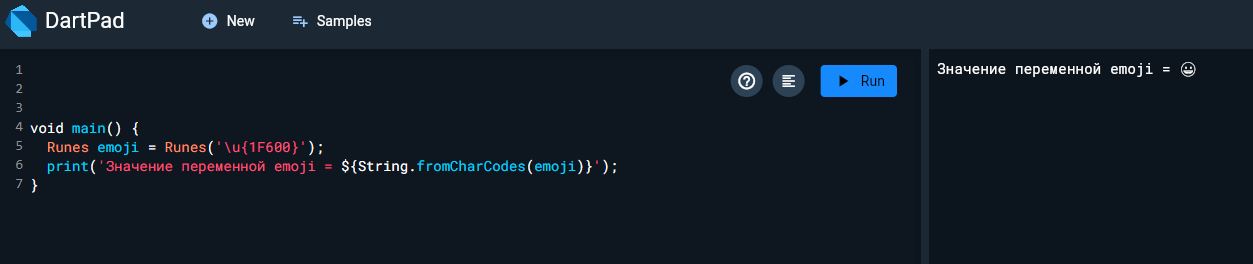 DartPad
New
Samples
1
2
3
4 void main() {
5 Runes emoji = Runes('\u{1F600}');
6 print('Значение переменной emoji = ${String.fromCharCodes(emoji)}');
7 }
Run
Значение переменной emoji = 😀